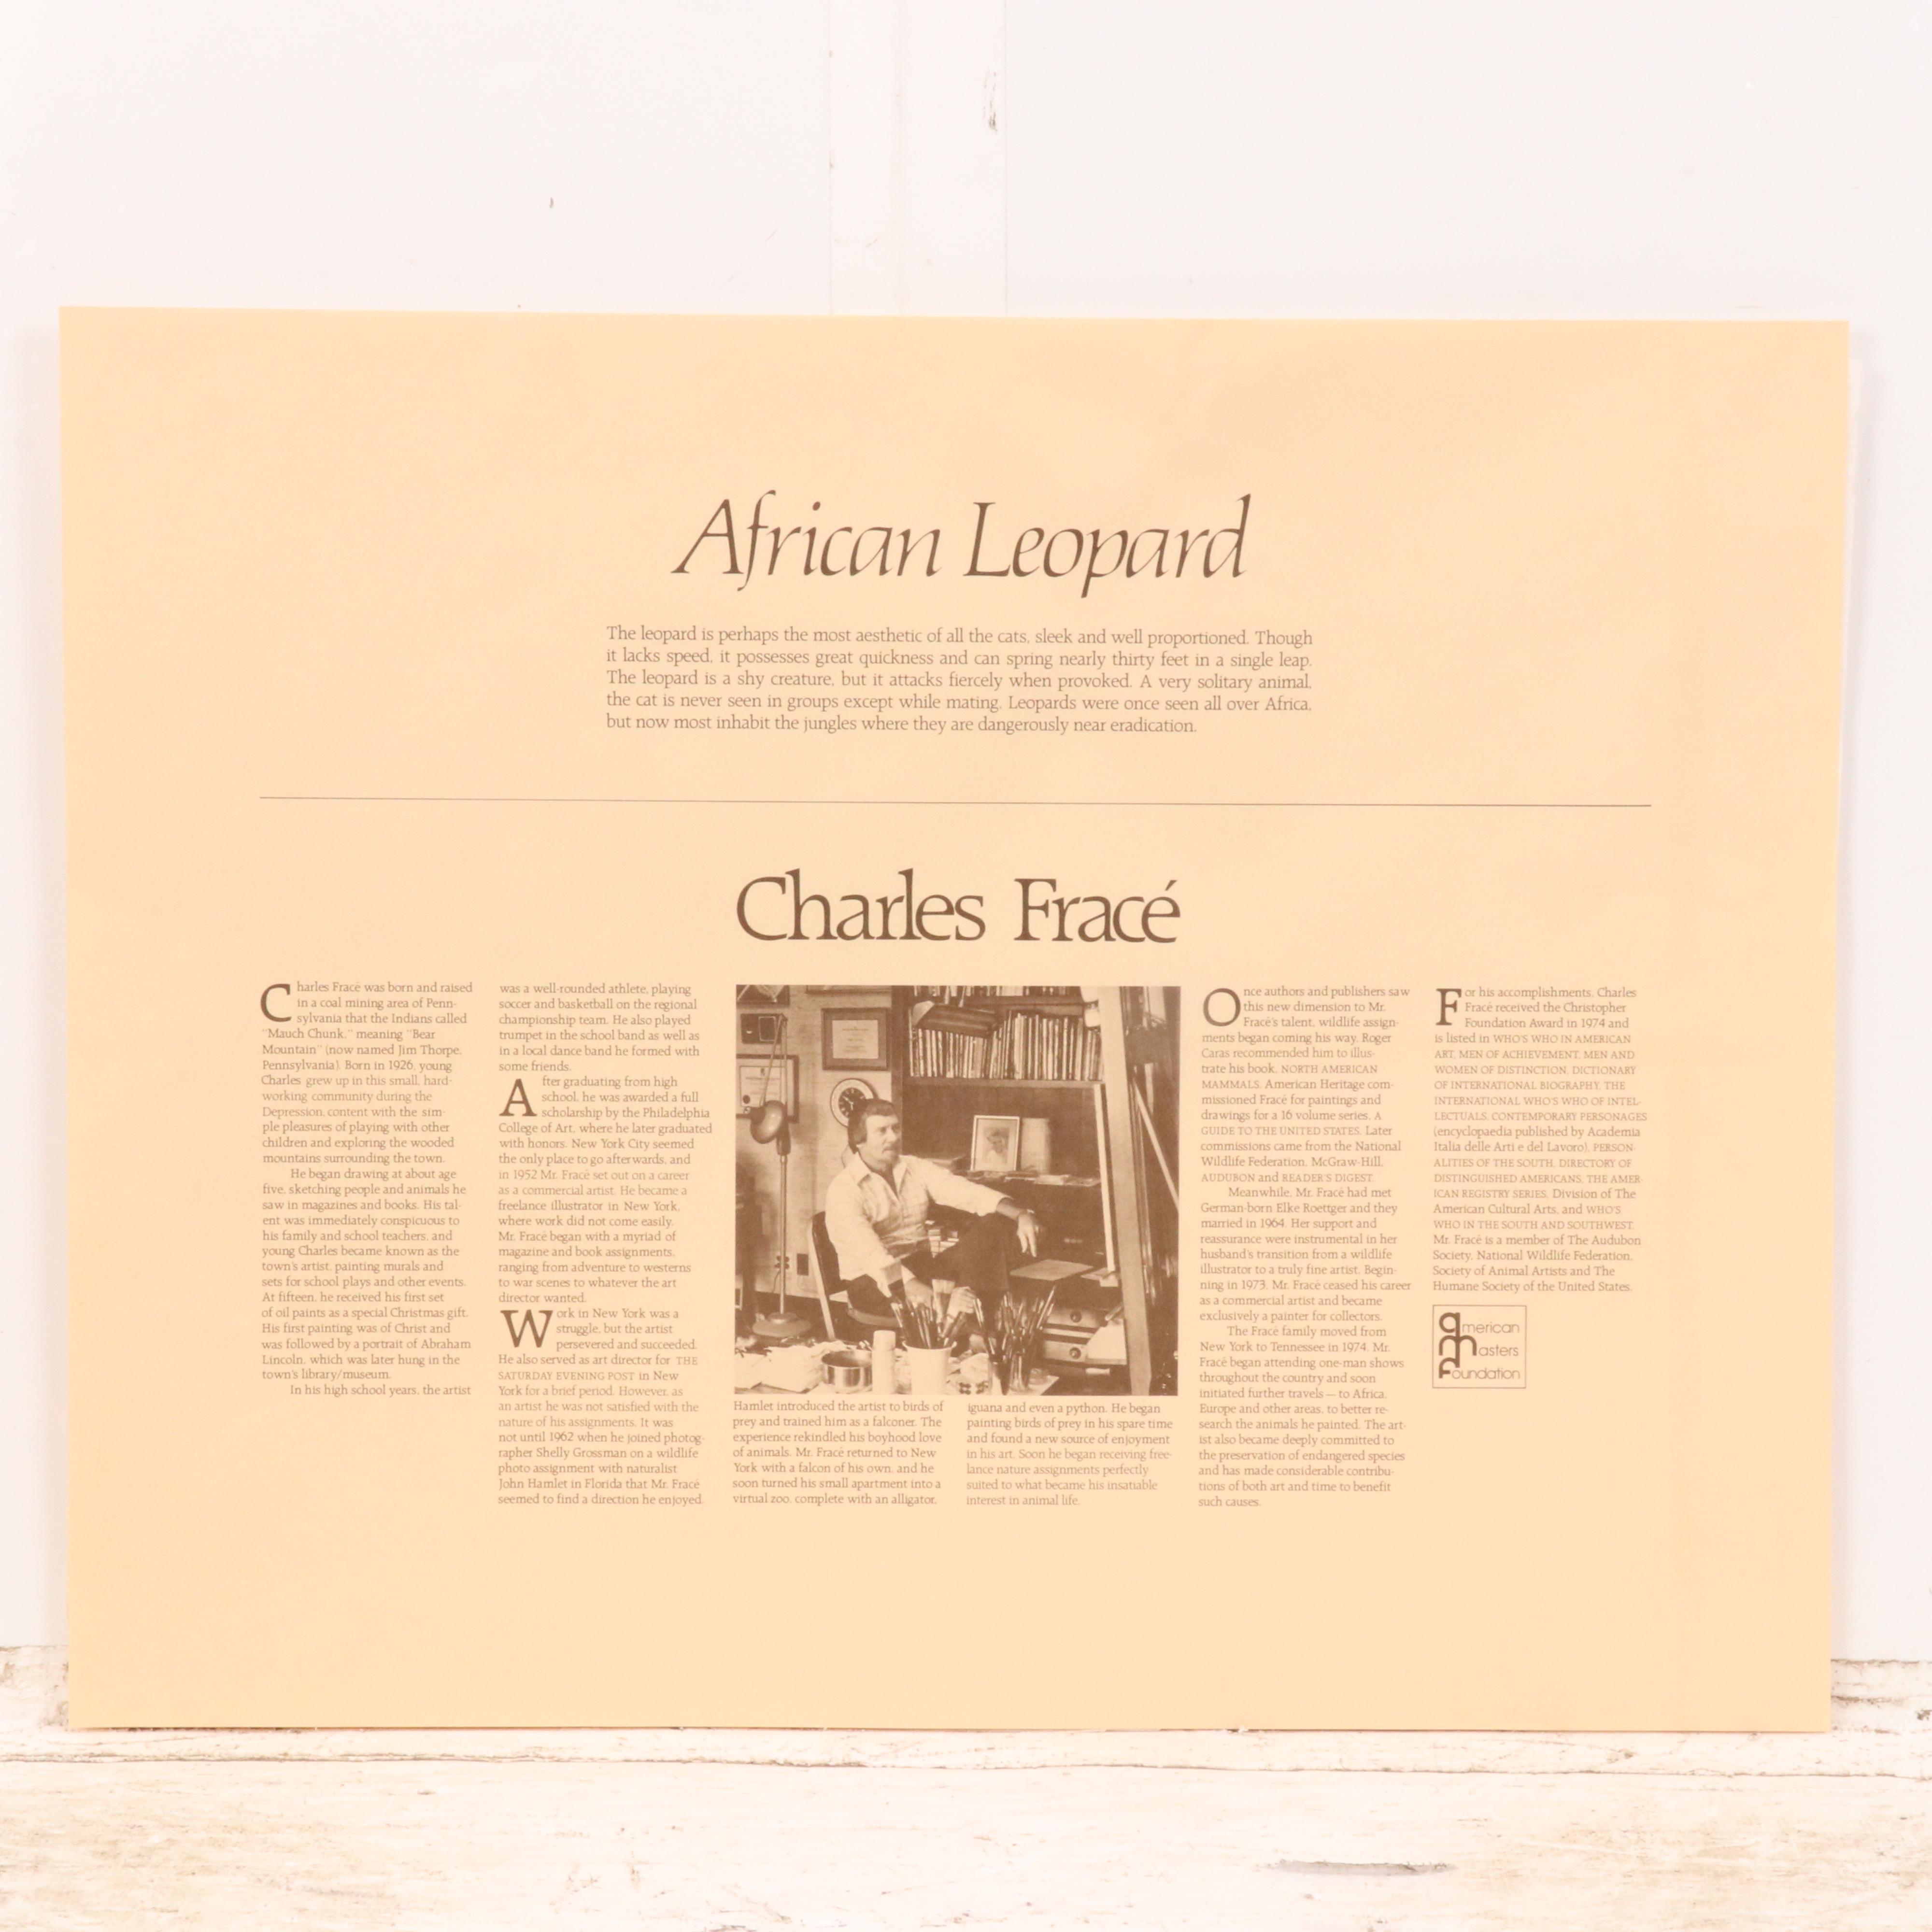 African Leopard
The leopard is perhaps the most aesthetic of all the cats, sleek and well proportioned. Though
it lacks speed, it possesses great quickness and can spring nearly thirty feet in a single leap.
The leopard is a shy creature, but it attacks fiercely when provoked. A very solitary animal,
the cat is never seen in groups except while mating. Leopards were once seen all over Africa,
but now most inhabit the jungles where they are dangerously near eradication.
Charles Fracé
Charles Fracé was born and raised
in a coal mining area of Penn-
sylvania that the Indians called
"Mauch Chunk," meaning "Bear
Mountain" (now named Jim Thorpe,
Pennsylvania). Born in 1926, young
Charles grew up in this small, hard-
working community during the
Depression, content with the sim-
ple pleasures of playing with other
children and exploring the wooded
mountains surrounding the town.
He began drawing at about age
five, sketching people and animals he
saw in magazines and books. His tal-
ent was immediately conspicuous to
his family and school teachers, and
young Charles became known as the
town's artist, painting murals and
sets for school plays and other events.
At fifteen, he received his first set
of oil paints as a special Christmas gift.
His first painting was of Christ and
was followed by a portrait of Abraham
Lincoln, which was later hung in the
town's library/museum.
In his high school years, the artist
was a well-rounded athlete, playing
soccer and basketball on the regional
championship team. He also played
trumpet in the school band as well as
in a local dance band he formed with
some friends.
After graduating from high
school, he was awarded a full
scholarship by the Philadelphia
College of Art, where he later graduated
with honors. New York City seemed
the only place to go afterwards, and
in 1952 Mr. Fracé set out on a career
as a commercial artist. He became a
freelance illustrator in New York,
where work did not come easily.
Mr. Fracé began with a myriad of
magazine and book assignments,
ranging from adventure to westerns
to war scenes to whatever the art
director wanted.
Work in New York was a
struggle, but the artist
persevered and succeeded.
He also served as art director for THE
SATURDAY EVENING POST in New
York for a brief period. However, as
an artist he was not satisfied with the
nature of his assignments. It was
not until 1962 when he joined photog-
rapher Shelly Grossman on a wildlife
photo assignment with naturalist
John Hamlet in Florida that Mr. Fracé
seemed to find a direction he enjoyed.
Hamlet introduced the artist to birds of
prey and trained him as a falconer. The
experience rekindled his boyhood love
of animals. Mr. Fracé returned to New
York with a falcon of his own, and he
soon turned his small apartment into a
virtual zoo, complete with an alligator,
iguana and even a python. He began
painting birds of prey in his spare time
and found a new source of enjoyment
in his art. Soon he began receiving free-
lance nature assignments perfectly
suited to what became his insatiable
interest in animal life.
Once authors and publishers saw
this new dimension to Mr.
Fracé's talent, wildlife assign-
ments began coming his way. Roger
Caras recommended him to illus-
trate his book, NORTH AMERICAN
MAMMALS. American Heritage com-
missioned Fracé for paintings and
drawings for a 16 volume series, A
GUIDE TO THE UNITED STATES. Later
commissions came from the National
Wildlife Federation, McGraw-Hill,
AUDUBON and READER'S DIGEST.
Meanwhile, Mr. Fracé had met
German-born Elke Roettger and they
married in 1964. Her support and
reassurance were instrumental in her
husband's transition from a wildlife
illustrator to a truly fine artist. Begin-
ning in 1973, Mr. Fracé ceased his career
as a commercial artist and became
exclusively a painter for collectors.
The Fracé family moved from
New York to Tennessee in 1974. Mr.
Fracé began attending one-man shows
throughout the country and soon
initiated further travels — to Africa,
Europe and other areas, to better re-
search the animals he painted. The art-
ist also became deeply committed to
the preservation of endangered species
and has made considerable contribu-
tions of both art and time to benefit
such causes.
For his accomplishments, Charles
Fracé received the Christopher
Foundation Award in 1974 and
is listed in WHO'S WHO IN AMERICAN
ART, MEN OF ACHIEVEMENT, MEN AND
WOMEN OF DISTINCTION, DICTIONARY
OF INTERNATIONAL BIOGRAPHY, THE
INTERNATIONAL WHO'S WHO OF INTEL-
LECTUALS, CONTEMPORARY PERSONAGES
(encyclopaedia published by Academia
Italia delle Arti e del Lavoro), PERSON-
ALITIES OF THE SOUTH, DIRECTORY OF
DISTINGUISHED AMERICANS, THE AMER-
ICAN REGISTRY SERIES, Division of The
American Cultural Arts, and WHO'S
WHO IN THE SOUTH AND SOUTHWEST.
Mr. Fracé is a member of The Audubon
Society, National Wildlife Federation,
Society of Animal Artists and The
Humane Society of the United States.
american
masters
foundation